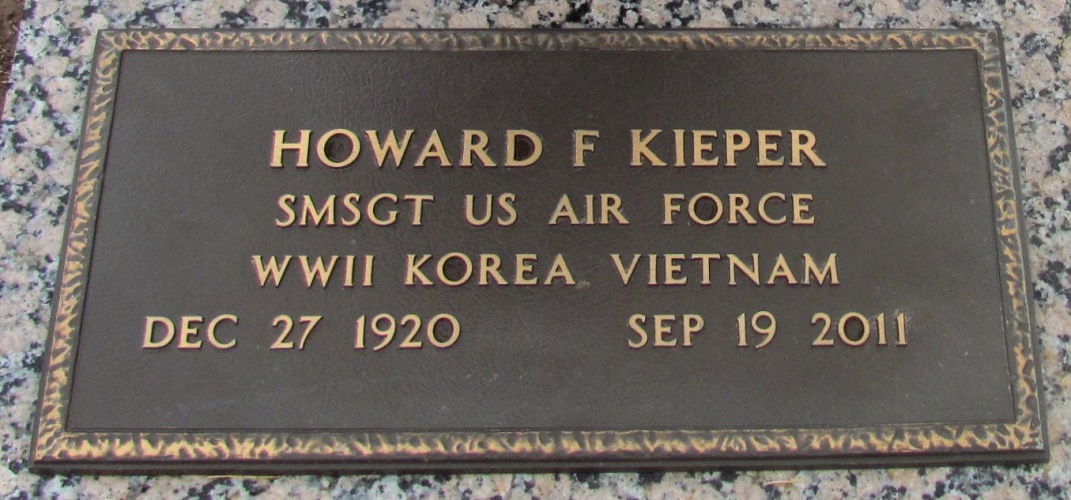 HOWARD F KIEPER
SMSGT US AIR FORCE
WWII KOREA VIETNAM
DEC 27 1920 SEP 19 2011